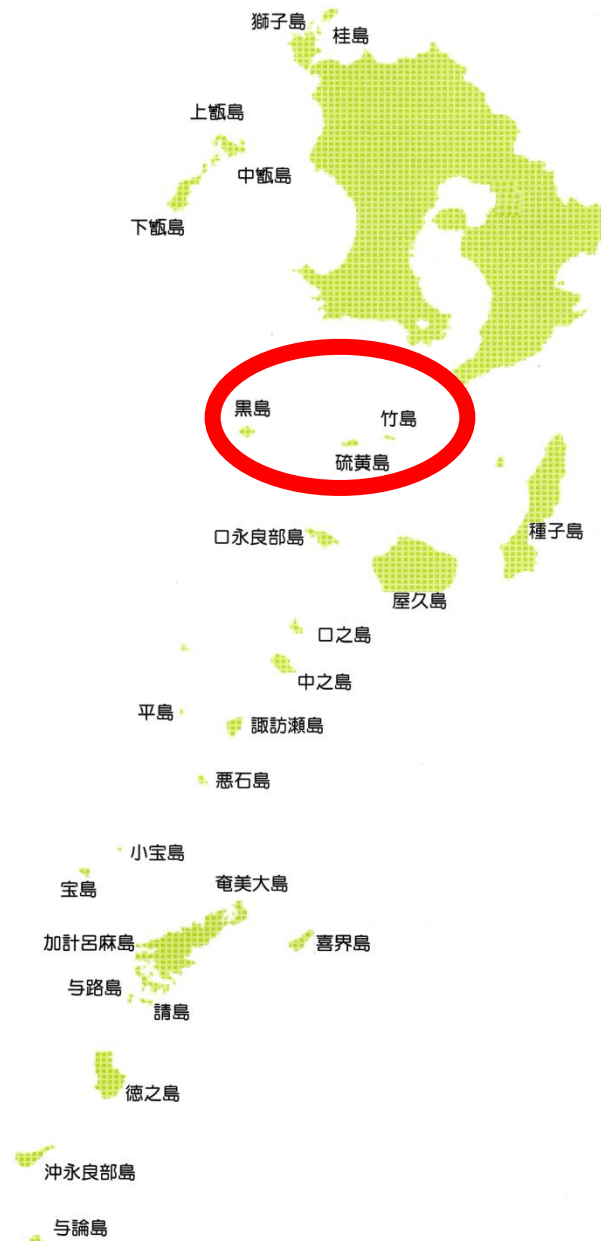 獅子島
桂島
上甑島
中甑島
下甑島
黒島
竹島
硫黄島
種子島
口永良部島
屋久島
口之島
中之島
平島
諏訪瀬島
悪石島
小宝島
宝島
奄美大島
加計呂麻島
喜界島
与路島
請島
徳之島
沖永良部島
与論島